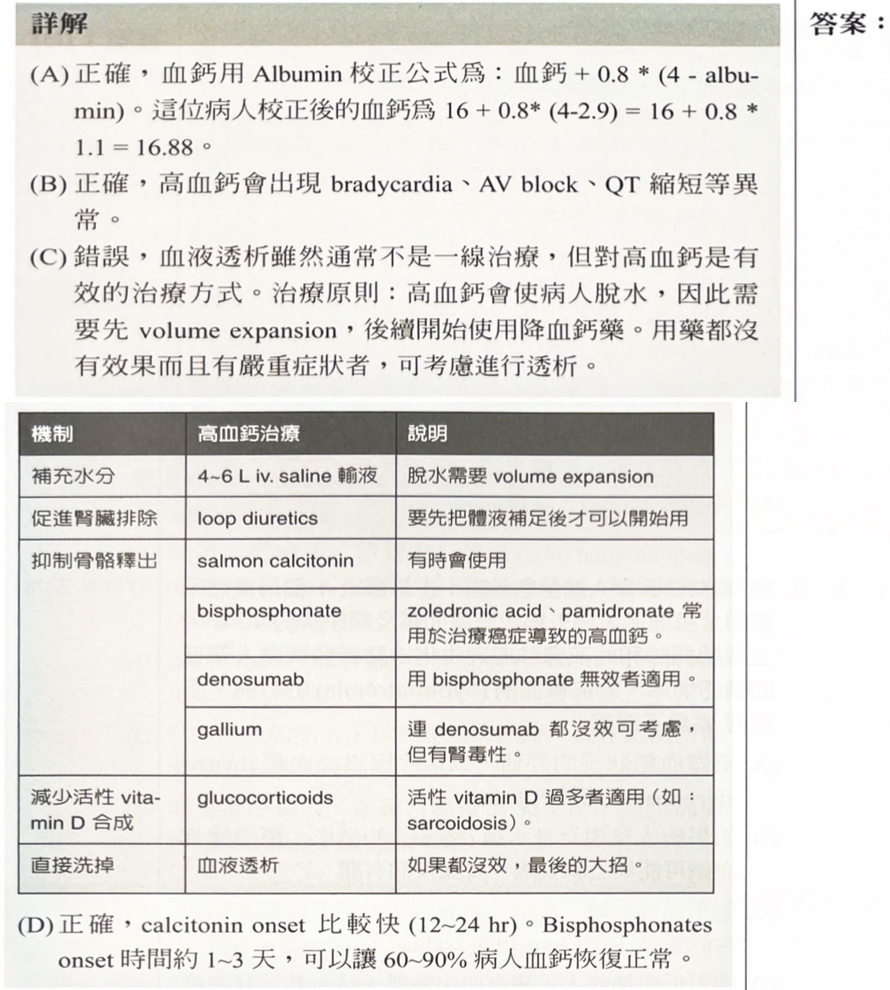 詳解
答案：
(A) 正確，血鈣用 Albumin 校正公式為：血鈣 + 0.8 * (4 - albu-
min)。這位病人校正後的血鈣為 16 + 0.8* (4-2.9) = 16 + 0.8 *
1.1 = 16.88。
(B) 正確，高血鈣會出現 bradycardia、AV block、QT 縮短等異
常。
(C) 錯誤，血液透析雖然通常不是一線治療，但對高血鈣是有
效的治療方式。治療原則：高血鈣會使病人脫水，因此需
要先 volume expansion，後續開始使用降血鈣藥。用藥都沒
有效果而且有嚴重症狀者，可考慮進行透析。
機制 高血鈣治療 說明
補充水分 4~6 L iv. saline 輸液 脫水需要 volume expansion
促進腎臟排除 loop diuretics 要先把體液補足後才可以開始用
抑制骨骼釋出 salmon calcitonin 有時會使用
bisphosphonate zoledronic acid、pamidronate 常
用於治療癌症導致的高血鈣。
denosumab 用 bisphosphonate 無效者適用。
gallium 連 denosumab 都沒效可考慮，
但有腎毒性。
減少活性 vita- glucocorticoids 活性 vitamin D 過多者適用（如：
min D 合成 sarcoidosis）。
直接洗掉 血液透析 如果都沒效，最後的大招。
(D) 正確，calcitonin onset 比較快 (12~24 hr)。Bisphosphonates
onset 時間約 1~3 天，可以讓 60~90% 病人血鈣恢復正常。